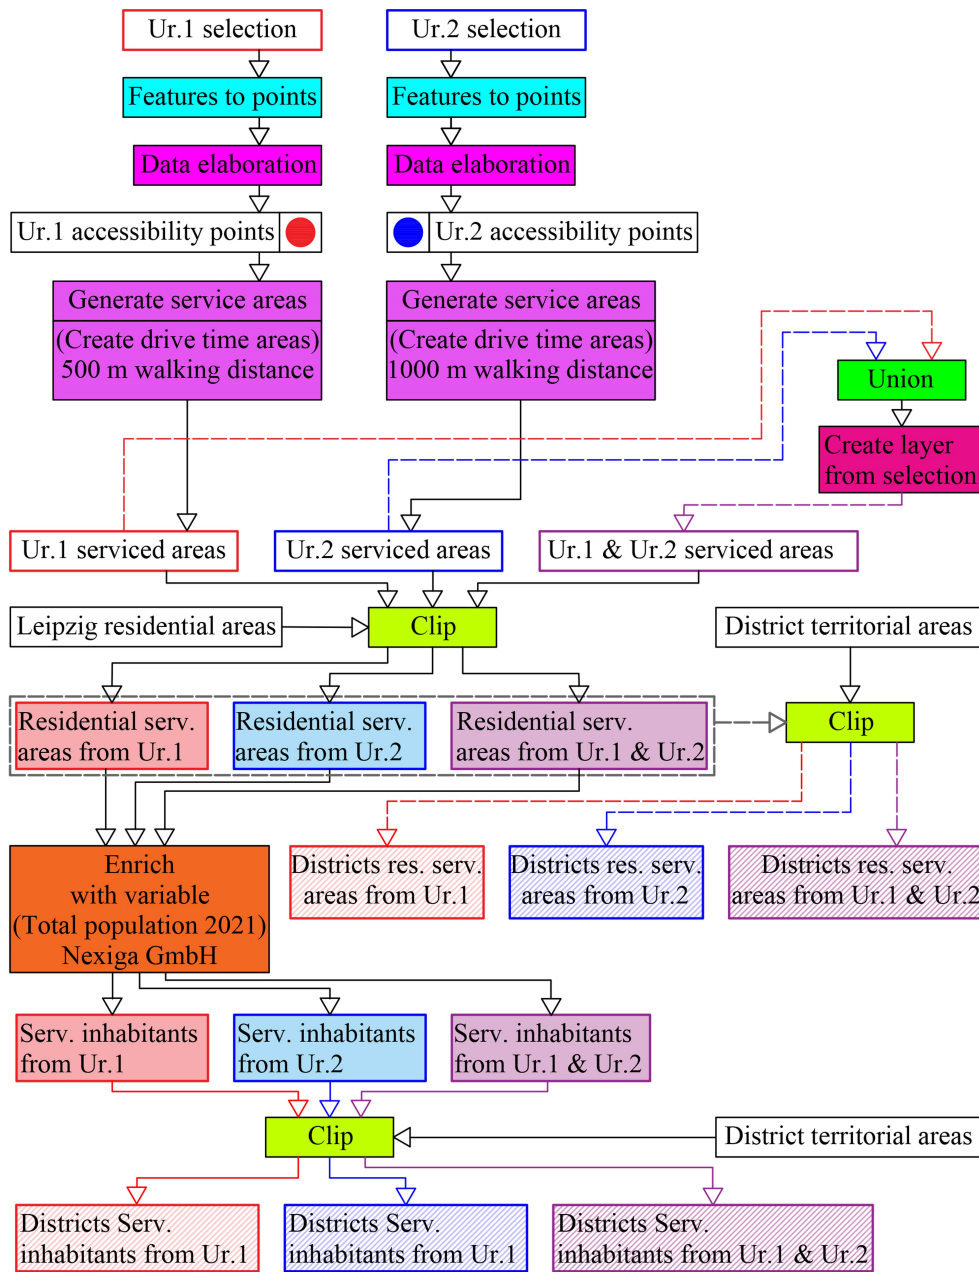 Ur.1 selection
Ur.2 selection
Features to points
Features to points
Data elaboration
Data elaboration
Ur.1 accessibility points
Ur.2 accessibility points
Generate service areas
(Create drive time areas)
500 m walking distance
Generate service areas
(Create drive time areas)
1000 m walking distance
Union
Create layer
from selection
Ur.1 serviced areas
Ur.2 serviced areas
Ur.1 & Ur.2 serviced areas
Leipzig residential areas
Clip
District territorial areas
Residential serv.
areas from Ur.1
Residential serv.
areas from Ur.2
Residential serv.
areas from Ur.1 & Ur.2
Clip
Enrich
with variable
(Total population 2021)
Nexiga GmbH
Districts res. serv.
areas from Ur.1
Districts res. serv.
areas from Ur.2
Districts res. serv.
areas from Ur.1 & Ur.2
Serv. inhabitants
from Ur.1
Serv. inhabitants
from Ur.2
Serv. inhabitants
from Ur.1 & Ur.2
Clip
District territorial areas
Districts Serv.
inhabitants from Ur.1
Districts Serv.
inhabitants from Ur.1
Districts Serv.
inhabitants from Ur.1 & Ur.2